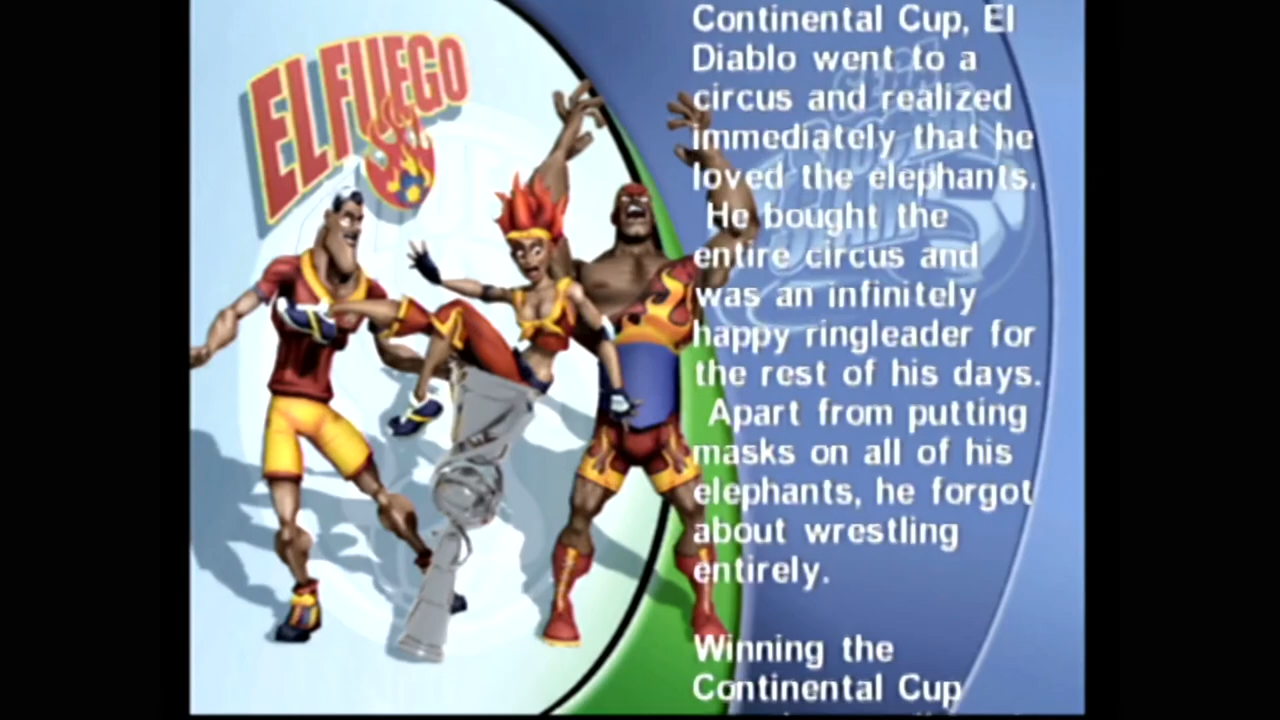 EL FUEGO
Continental Cup, El
Diablo went to a
circus and realized
immediately that he
loved the elephants.
He bought the
entire circus and
was an infinitely
happy ringleader for
the rest of his days.
Apart from putting
masks on all of his
elephants, he forgot
about wrestling
entirely.
Winning the
Continental Cup